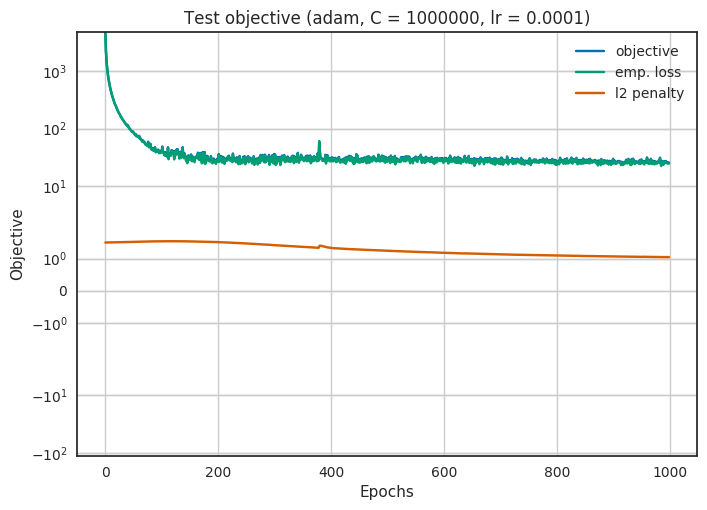 Test objective (adam, C = 1000000, lr = 0.0001)
objective
emp. loss
l2 penalty
10³
10²
10¹
10⁰
0
−10⁰
−10¹
−10²
Objective
0 200 400 600 800 1000
Epochs